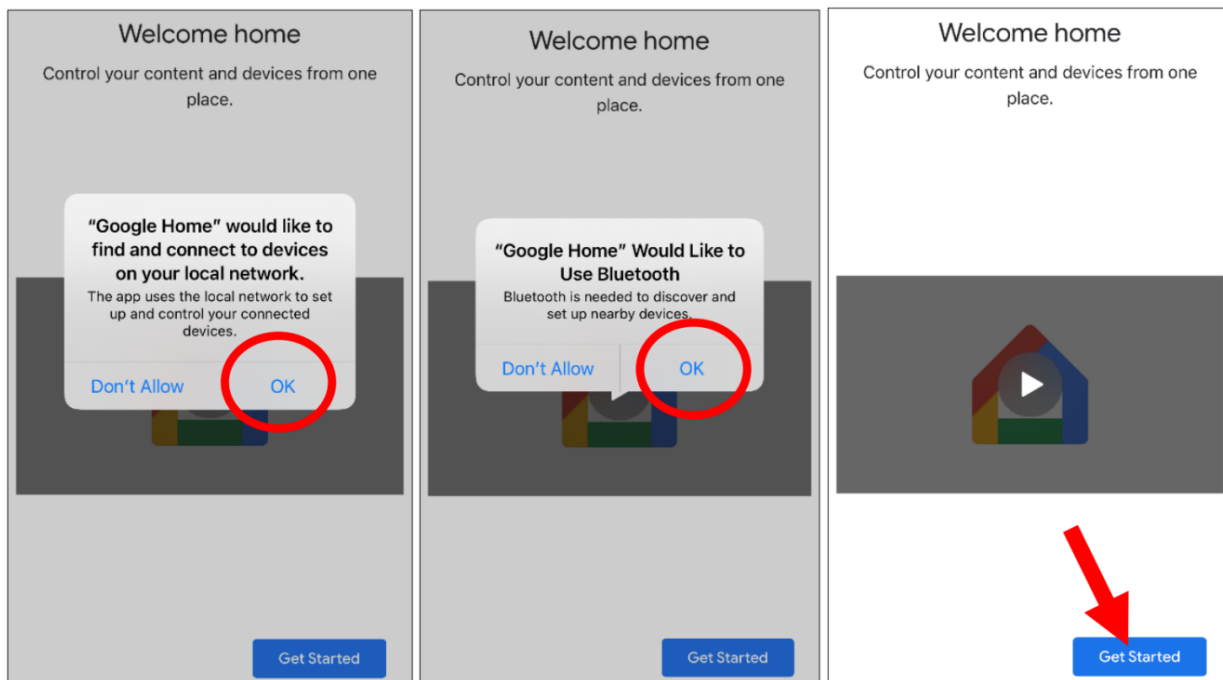 Welcome home
Control your content and devices from one
place.
“Google Home” would like to
find and connect to devices
on your local network.
The app uses the local network to set
up and control your connected
devices.
Don’t Allow
OK
Get Started
Welcome home
Control your content and devices from one
place.
“Google Home” Would Like to
Use Bluetooth
Bluetooth is needed to discover and
set up nearby devices.
Don’t Allow
OK
Get Started
Welcome home
Control your content and devices from one
place.
Get Started